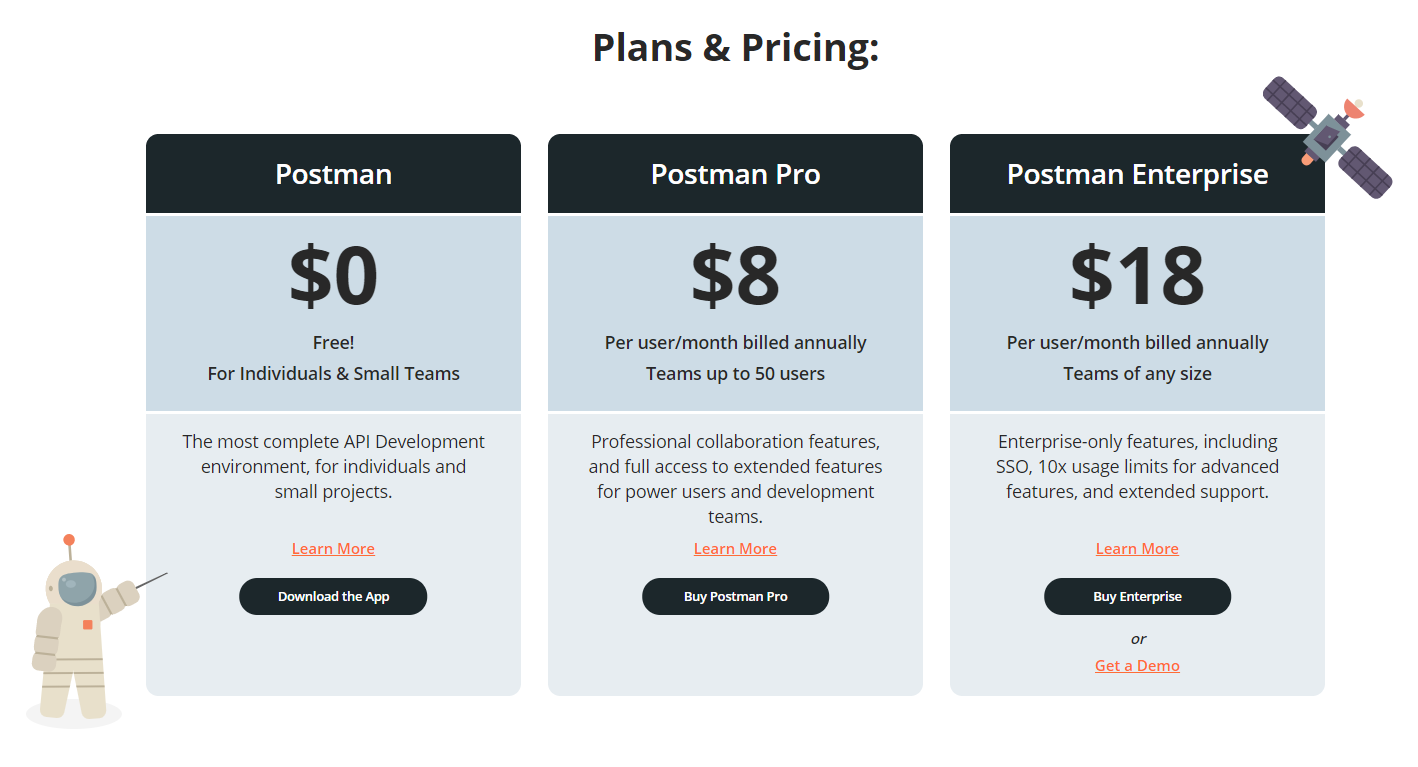 Plans & Pricing:
Postman
$0
Free!
For Individuals & Small Teams
The most complete API Development
environment, for individuals and
small projects.
Learn More
Download the App
Postman Pro
$8
Per user/month billed annually
Teams up to 50 users
Professional collaboration features,
and full access to extended features
for power users and development
teams.
Learn More
Buy Postman Pro
Postman Enterprise
$18
Per user/month billed annually
Teams of any size
Enterprise-only features, including
SSO, 10x usage limits for advanced
features, and extended support.
Learn More
Buy Enterprise
or
Get a Demo